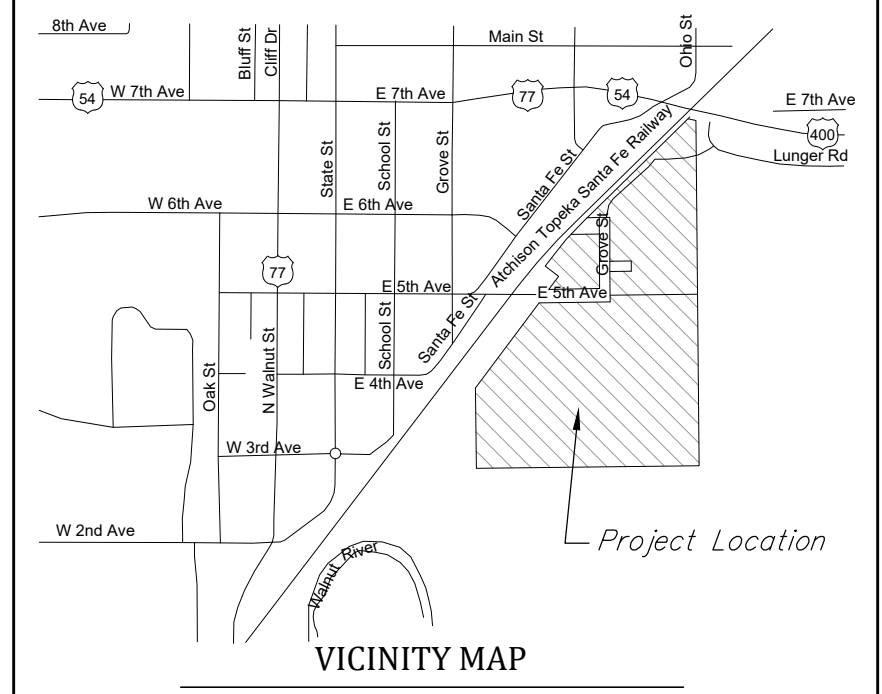 8th Ave
Bluff St
Cliff Dr
Main St
Ohio St
54
W 7th Ave
E 7th Ave
77
54
E 7th Ave
400
Lunger Rd
State St
School St
Grove St
Santa Fe St
Atchison Topeka Santa Fe Railway
W 6th Ave
E 6th Ave
Grove St
77
E 5th Ave
E 5th Ave
Santa Fe St
School St
Oak St
N Walnut St
E 4th Ave
W 3rd Ave
W 2nd Ave
Project Location
Walnut River
VICINITY MAP